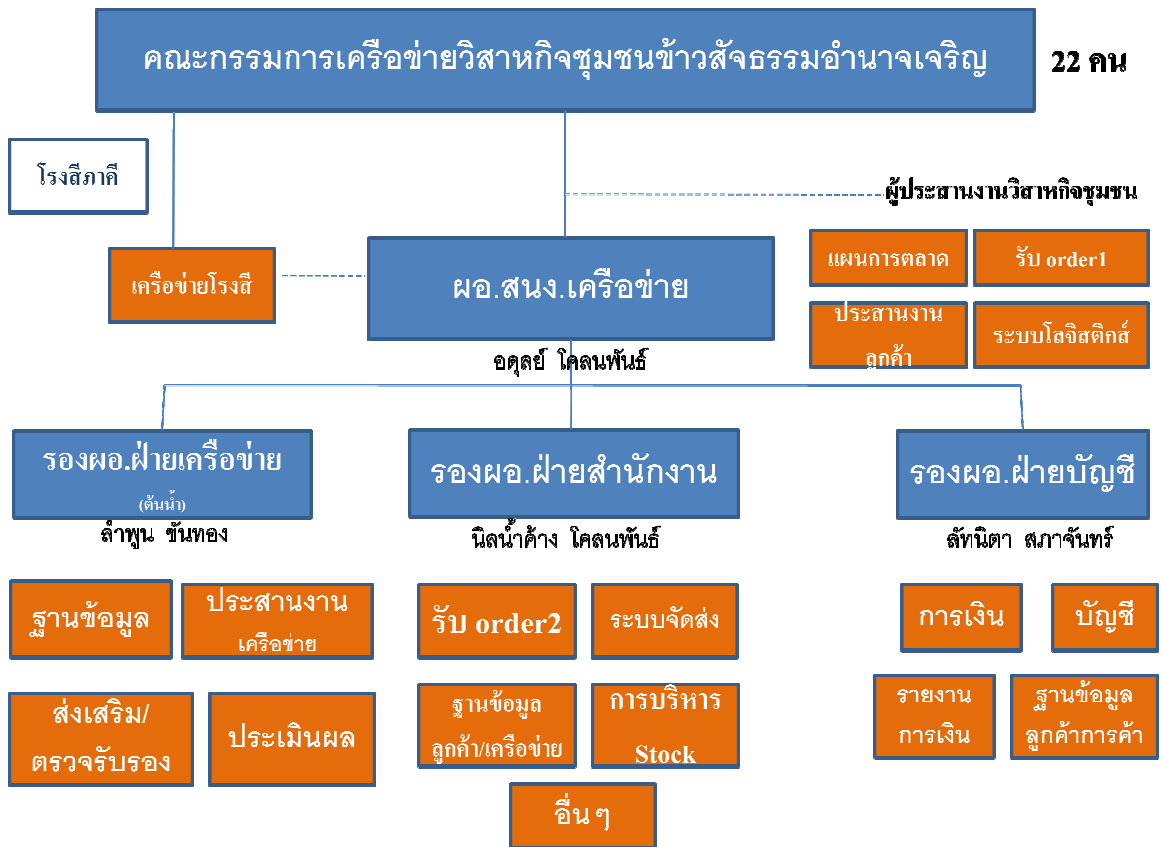 คณะกรรมการเครือข่ายวิสาหกิจชุมชนข้าวสัจธรรมอำนาจเจริญ
22 คน
โรงสีภาคี
ผู้ประสานงานวิสาหกิจชุมชน
เครือข่ายโรงสี
ผอ.สนง.เครือข่าย
แผนการตลาด
รับ order1
ประสานงาน
ลูกค้า
ระบบโลจิสติกส์
อดุลย์ โคลนพันธ์
รองผอ.ฝ่ายเครือข่าย
(ต้นน้ำ)
ลำพูน ขันทอง
รองผอ.ฝ่ายสำนักงาน
นิลน้ำค้าง โคลนพันธ์
รองผอ.ฝ่ายบัญชี
ลัทนิตา สภาจันทร์
ฐานข้อมูล
ประสานงาน
เครือข่าย
ส่งเสริม/
ตรวจรับรอง
ประเมินผล
รับ order2
ระบบจัดส่ง
ฐานข้อมูล
ลูกค้า/เครือข่าย
การบริหาร
Stock
อื่นๆ
การเงิน
บัญชี
รายงาน
การเงิน
ฐานข้อมูล
ลูกค้าการค้า